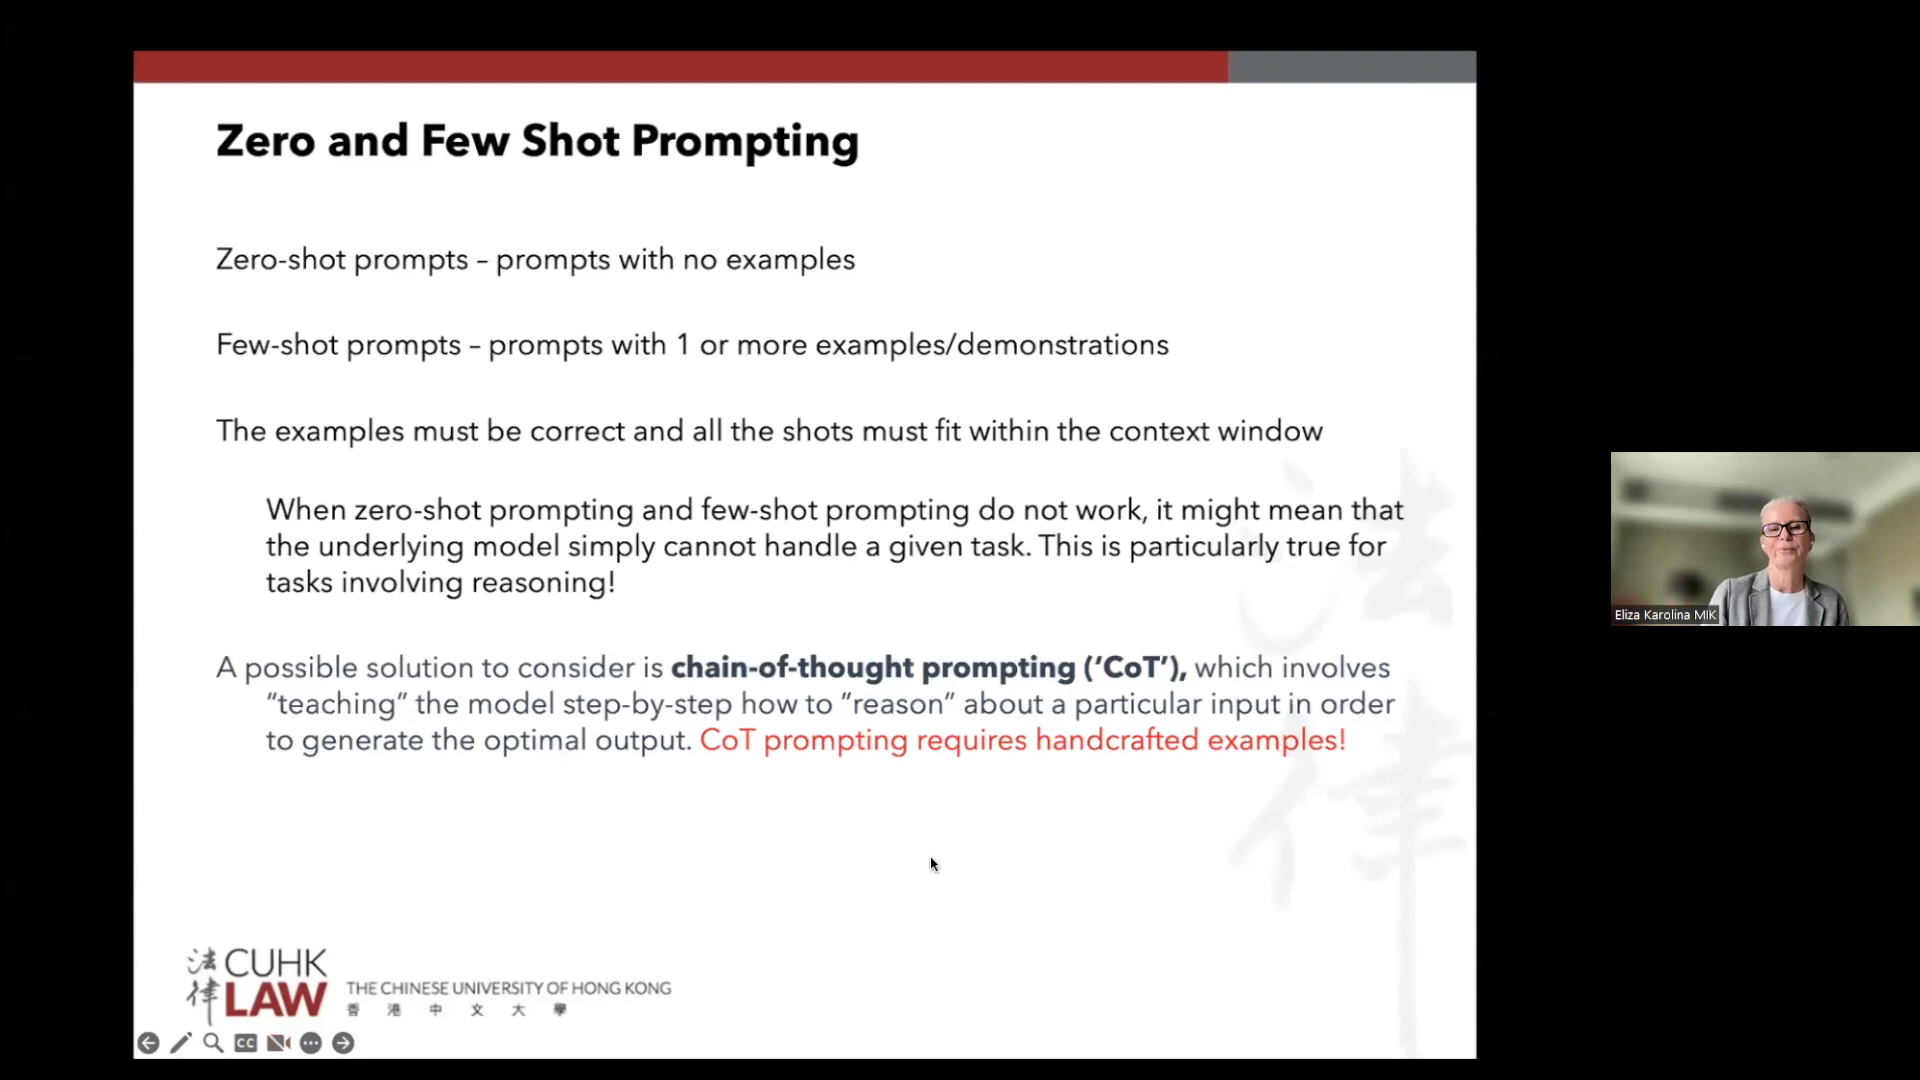 Zero and Few Shot Prompting
Zero-shot prompts – prompts with no examples
Few-shot prompts – prompts with 1 or more examples/demonstrations
The examples must be correct and all the shots must fit within the context window
When zero-shot prompting and few-shot prompting do not work, it might mean that
the underlying model simply cannot handle a given task. This is particularly true for
tasks involving reasoning!
A possible solution to consider is chain-of-thought prompting (‘CoT’), which involves
“teaching” the model step-by-step how to “reason” about a particular input in order
to generate the optimal output. CoT prompting requires handcrafted examples!
法律
法律
CUHK
LAW
THE CHINESE UNIVERSITY OF HONG KONG
香港中文大學
CC
Eliza Karolina MIK